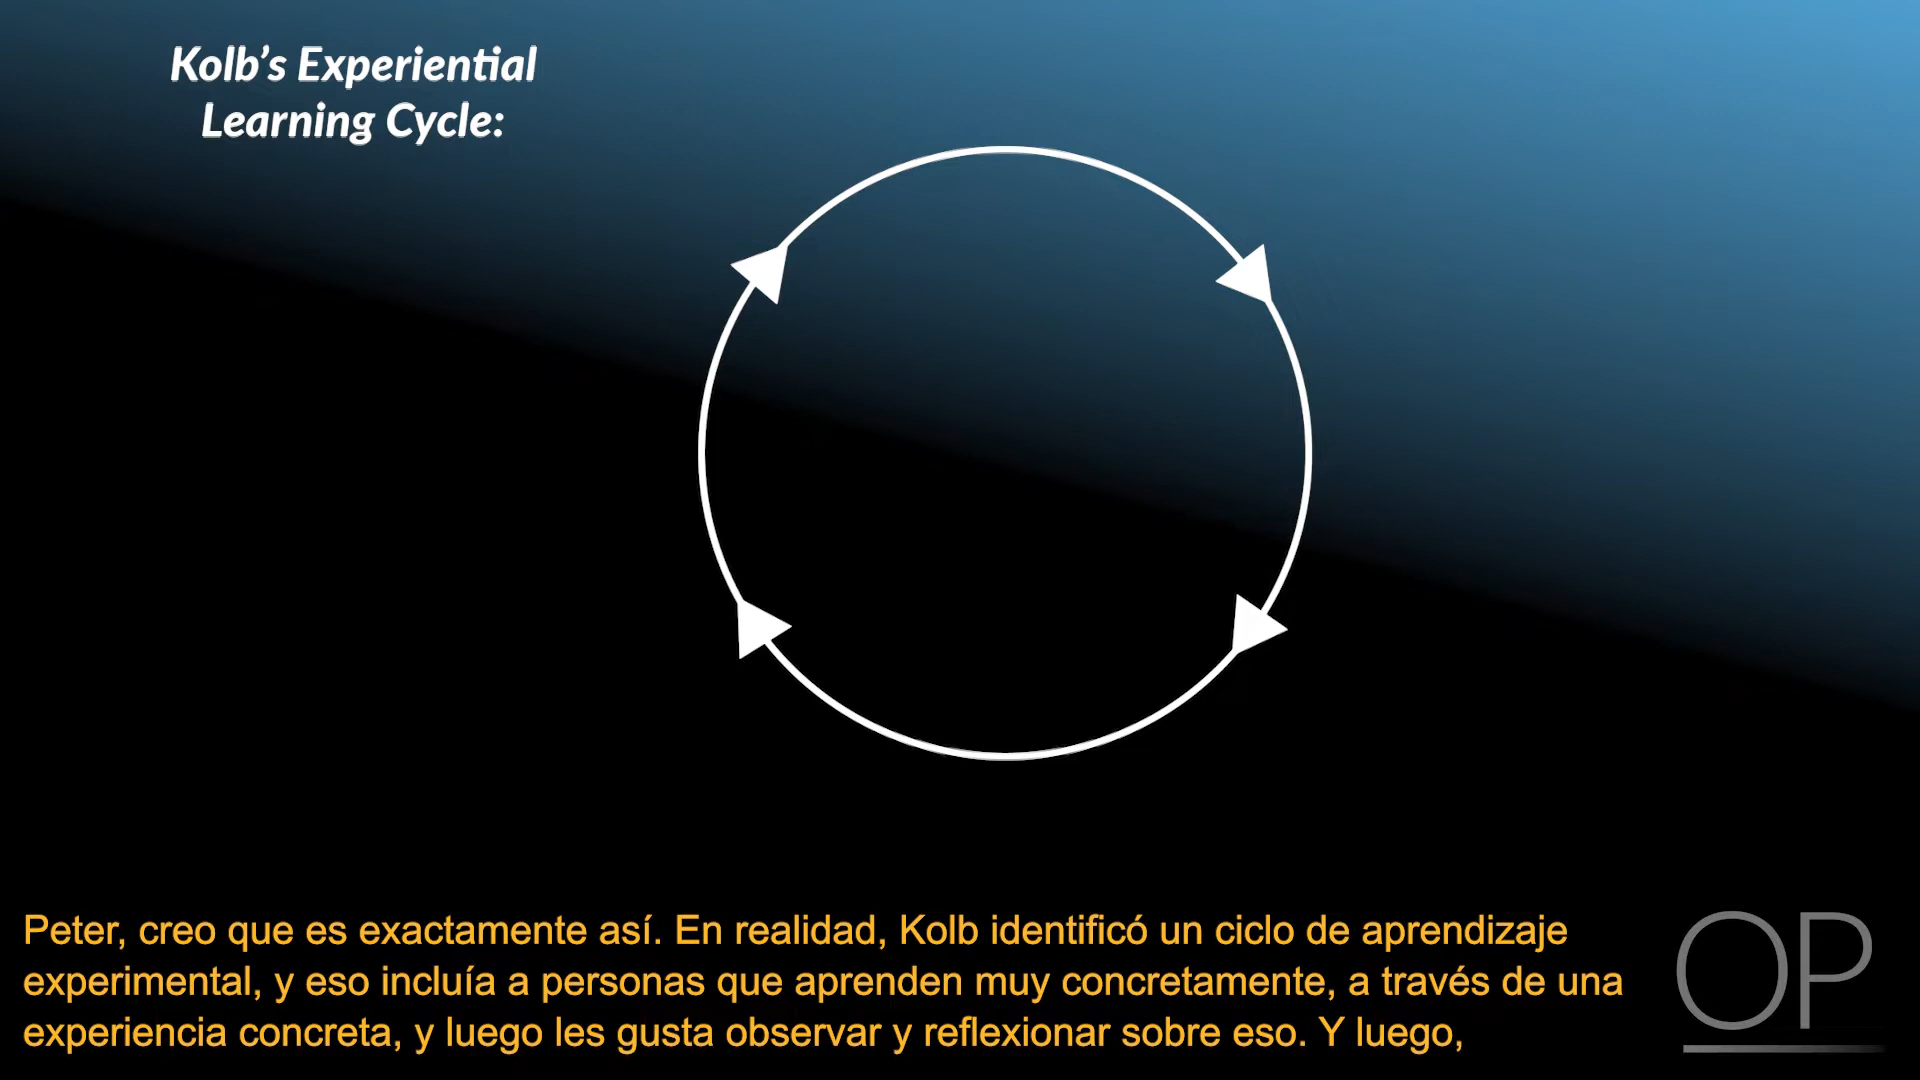 Kolb’s Experiential
Learning Cycle:
Peter, creo que es exactamente así. En realidad, Kolb identificó un ciclo de aprendizaje
experimental, y eso incluía a personas que aprenden muy concretamente, a través de una
experiencia concreta, y luego les gusta observar y reflexionar sobre eso. Y luego,
OP